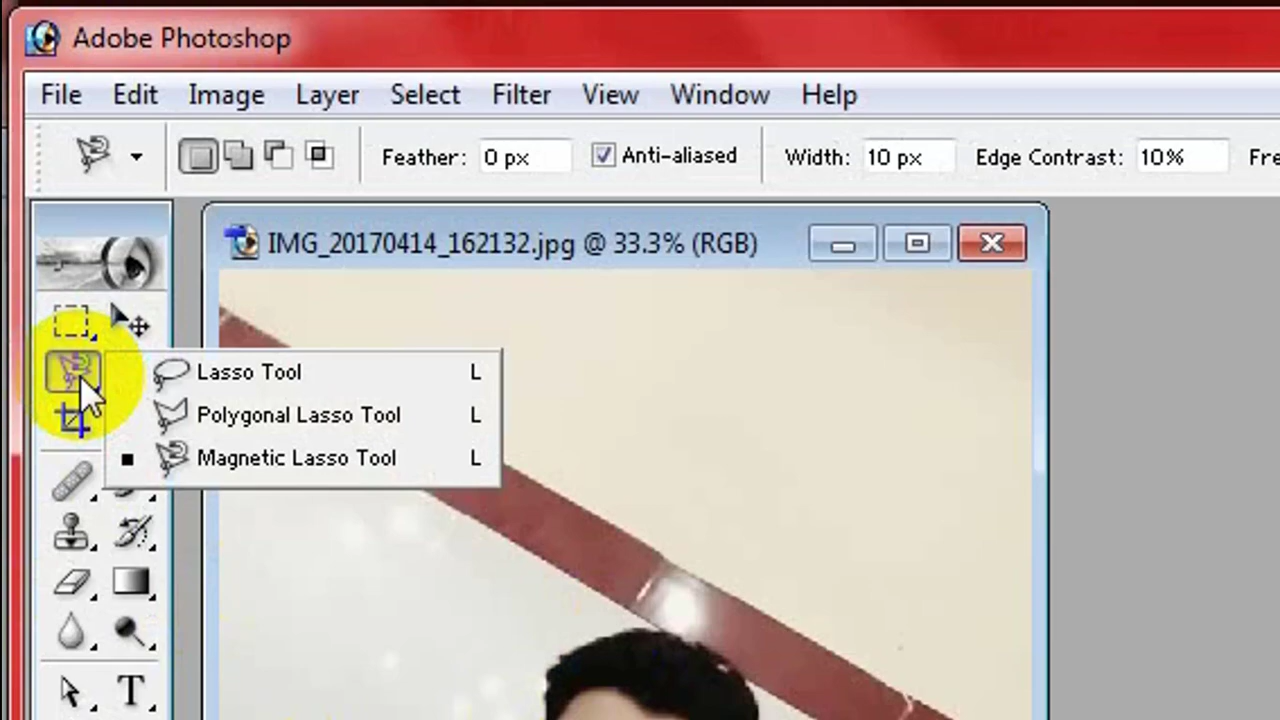 Adobe Photoshop
File Edit Image Layer Select Filter View Window Help
Feather: 0 px Anti-aliased Width: 10 px Edge Contrast: 10% Fre
IMG_20170414_162132.jpg @ 33.3% (RGB)
Lasso Tool L
Polygonal Lasso Tool L
Magnetic Lasso Tool L
T